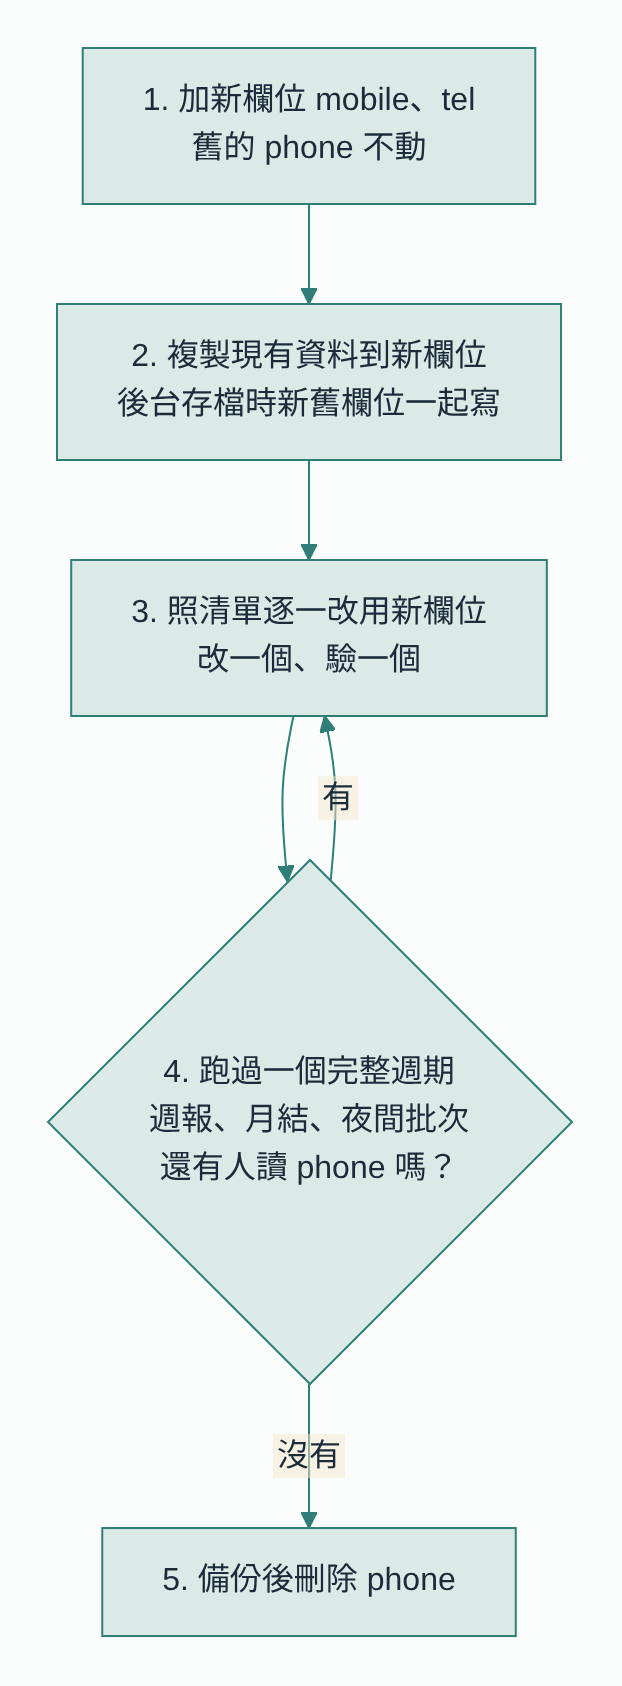 1. 加新欄位 mobile、tel
舊的 phone 不動
2. 複製現有資料到新欄位
後台存檔時新舊欄位一起寫
3. 照清單逐一改用新欄位
改一個、驗一個
有
4. 跑過一個完整週期
週報、月結、夜間批次
還有人讀 phone 嗎？
沒有
5. 備份後刪除 phone